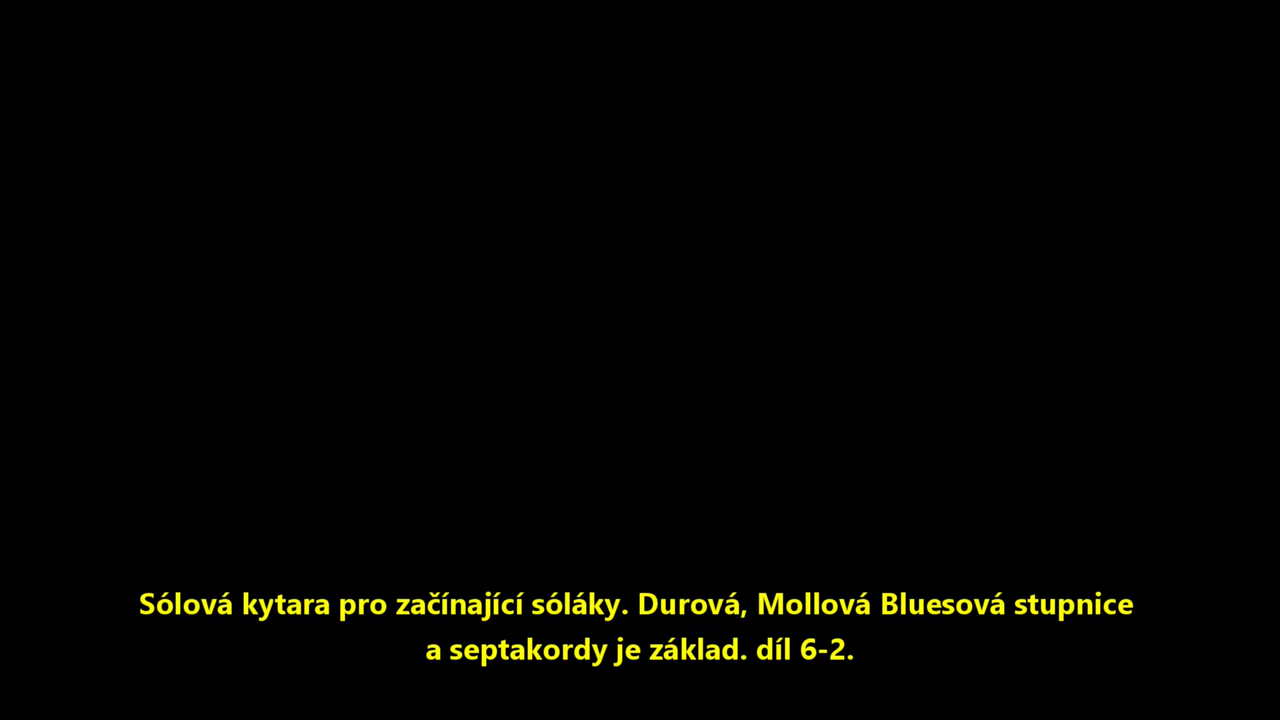 Sólová kytara pro začínající sóláky. Durová, Mollová Bluesová stupnice
a septakordy je základ. díl 6-2.